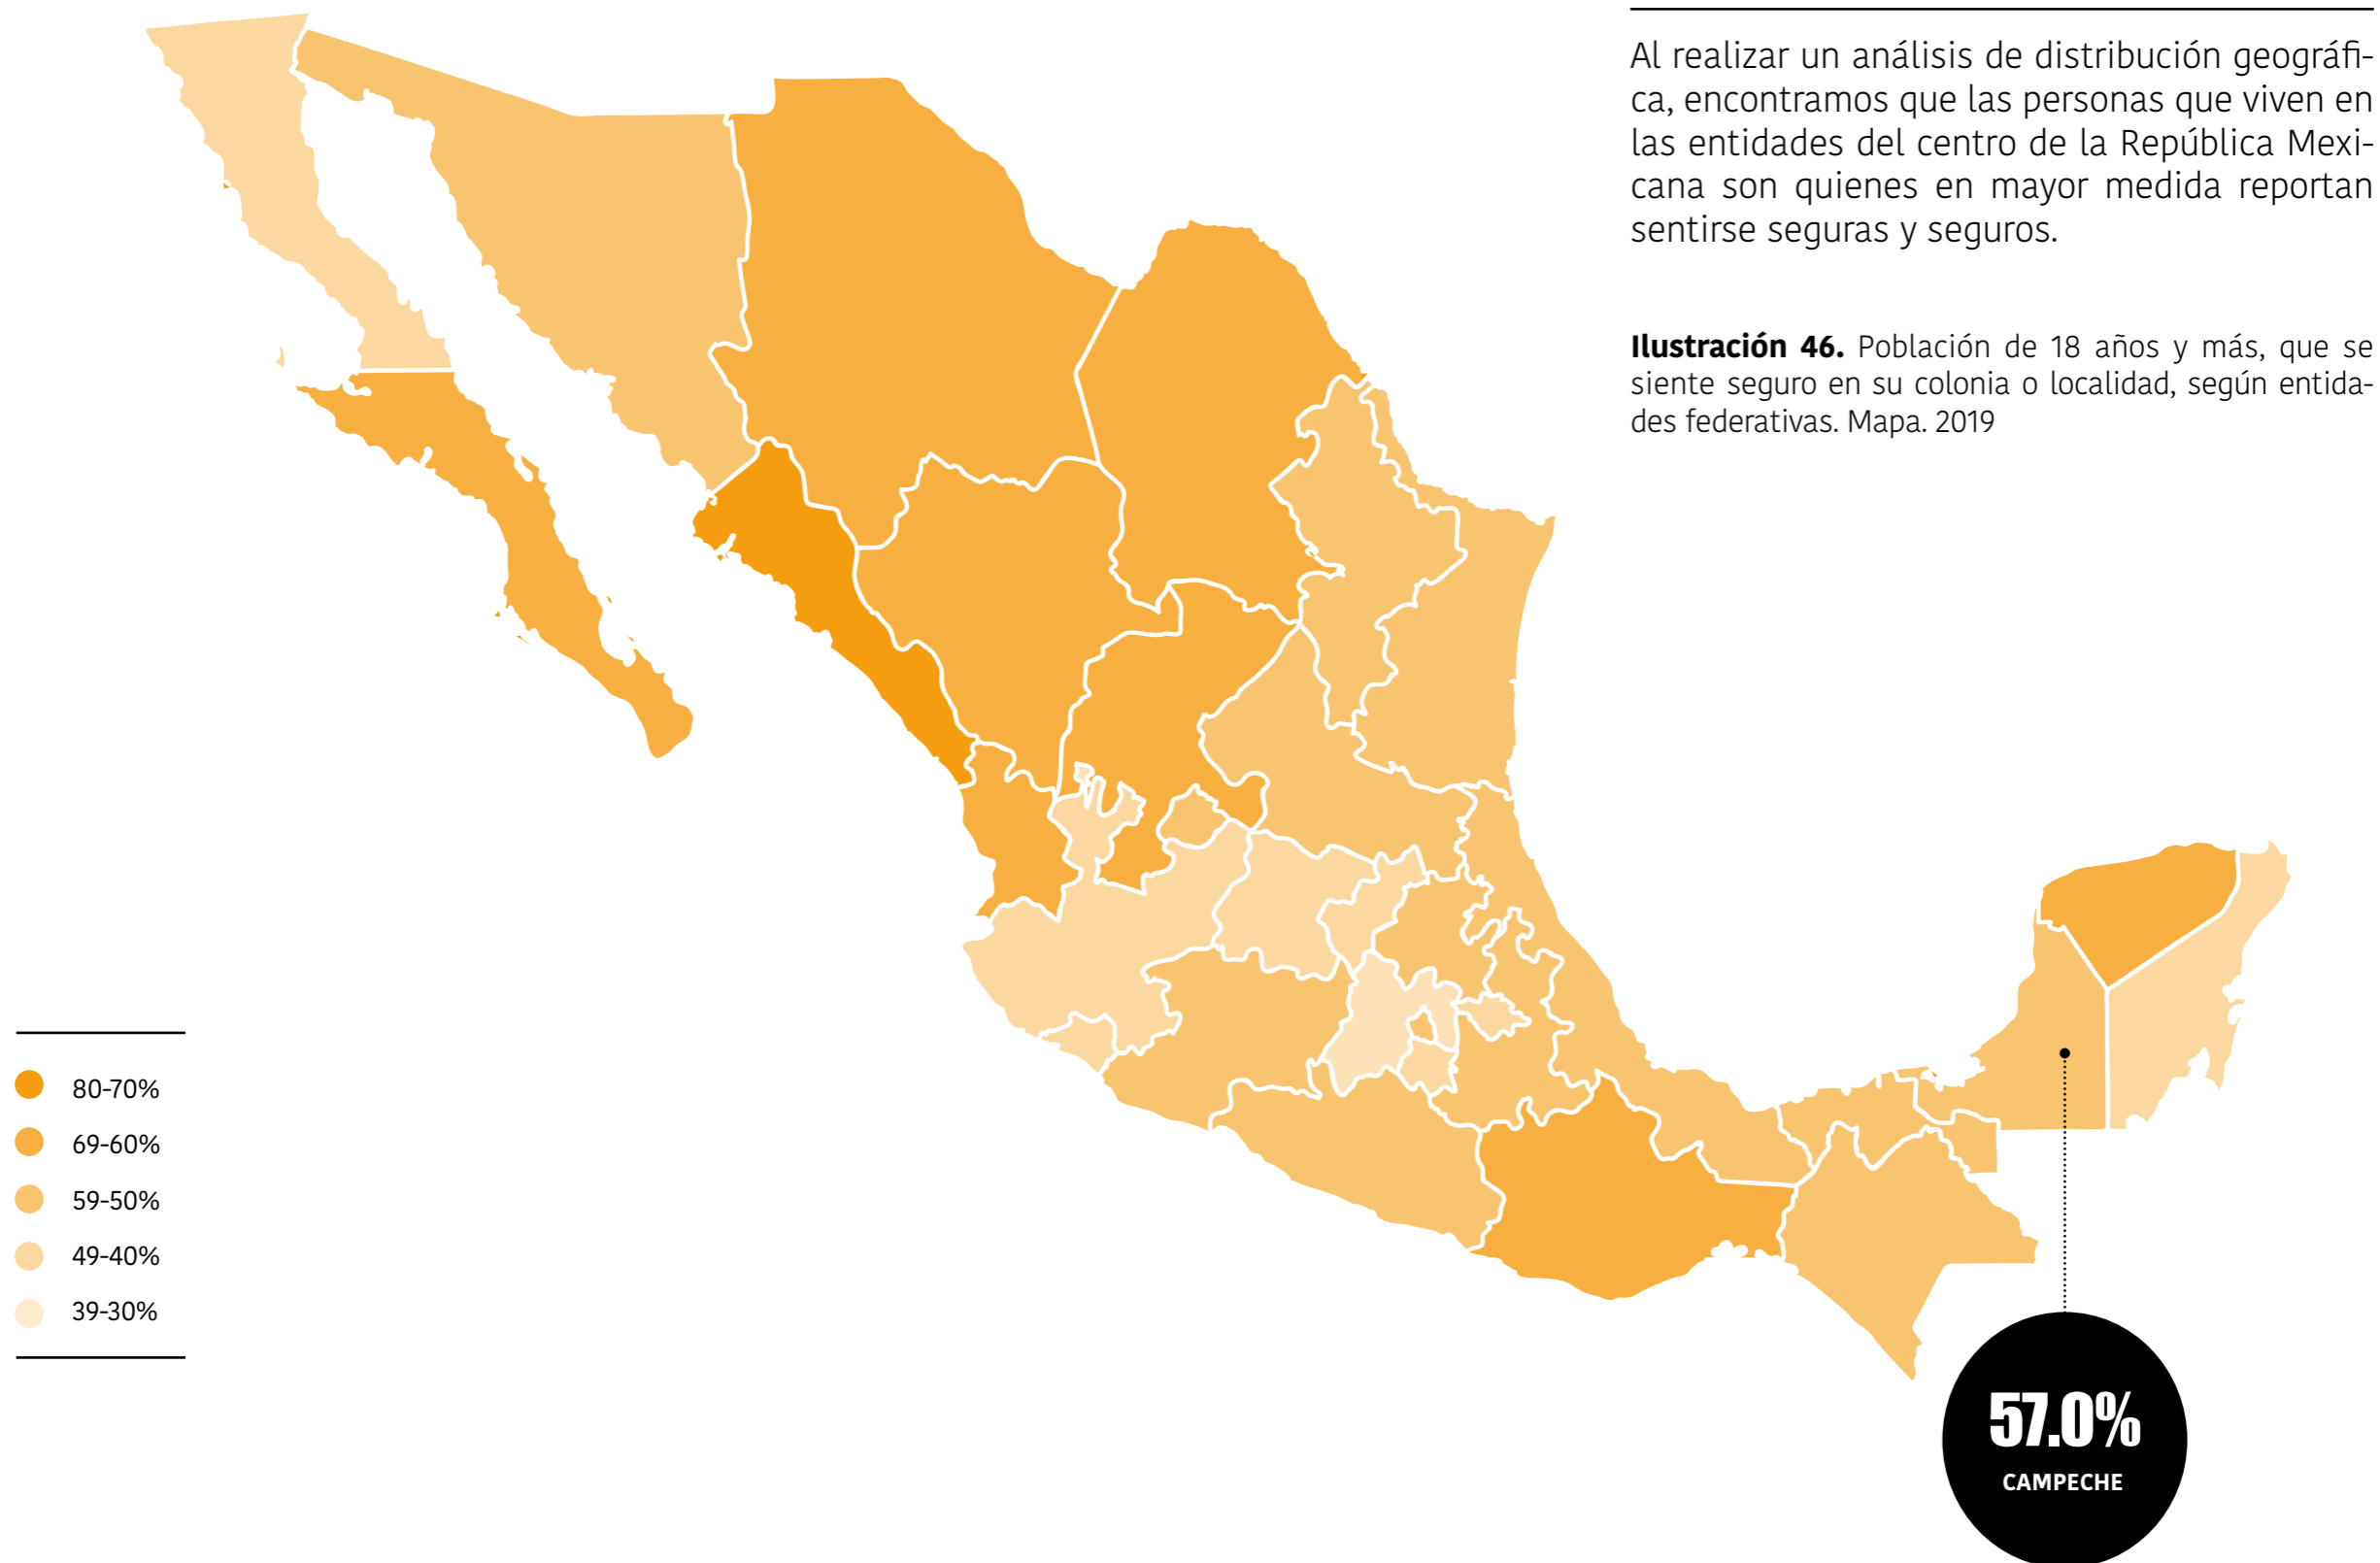 Al realizar un análisis de distribución geográfi-
ca, encontramos que las personas que viven en
las entidades del centro de la República Mexi-
cana son quienes en mayor medida reportan
sentirse seguras y seguros.
Ilustración 46. Población de 18 años y más, que se
siente seguro en su colonia o localidad, según entida-
des federativas. Mapa. 2019
80-70%
69-60%
59-50%
49-40%
39-30%
57.0%
CAMPECHE